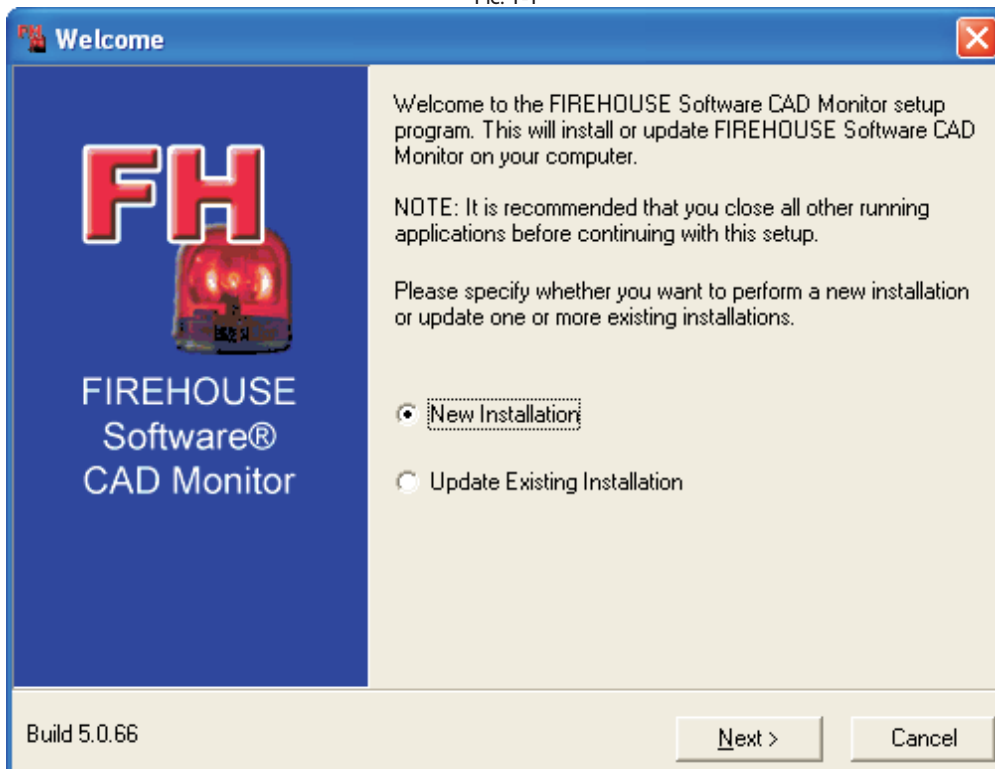 Welcome
Welcome to the FIREHOUSE Software CAD Monitor setup
program. This will install or update FIREHOUSE Software CAD
Monitor on your computer.
NOTE: It is recommended that you close all other running
applications before continuing with this setup.
Please specify whether you want to perform a new installation
or update one or more existing installations.
FH
FIREHOUSE
Software®
CAD Monitor
New Installation
Update Existing Installation
Build 5.0.66
Next >
Cancel